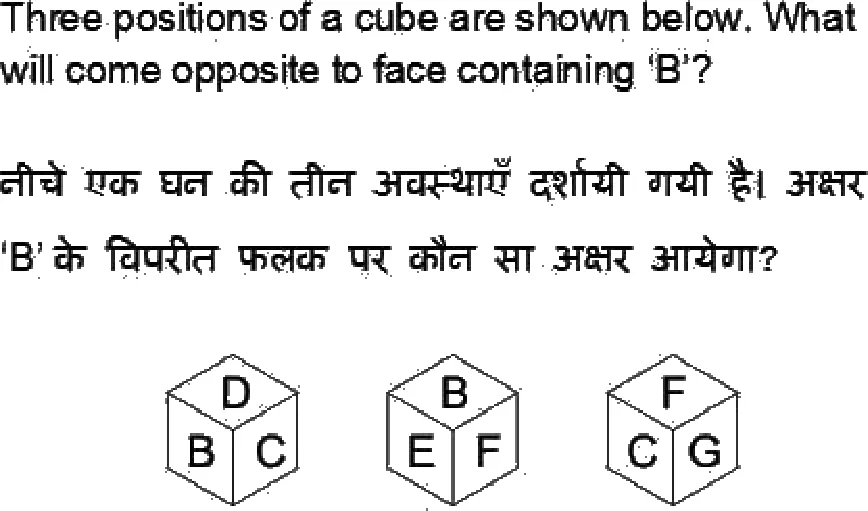 Three positions of a cube are shown below. What
will come opposite to face containing 'B'?
नीचे एक घन की तीन अवस्थाएँ दर्शायी गयी है। अक्षर
'B' के विपरीत फलक पर कौन सा अक्षर आयेगा?
D B F
B C E F C G